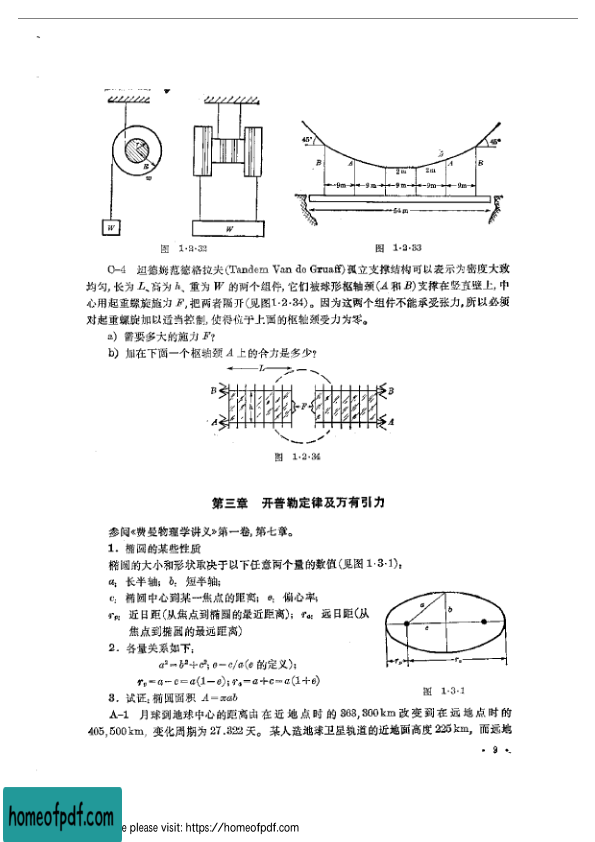 R
w
W
W
图 1·2·32
45°
45°
B
A
A
B
2m
2m
9m
9m
9m
9m
9m
54m
图 1·2·33
C-4 坦德姆范德格拉夫(Tandem Van de Gruaff)孤立支撑结构可以表示为密度大致
均匀, 长为 L、高为 h、重为 W 的两个组件, 它们被球形枢轴颈(A 和 B)支撑在竖直壁上, 中
心用起重螺旋施力 F, 把两者隔开(见图1·2·34)。因为这两个组件不能承受张力, 所以必须
对起重螺旋加以适当控制, 使得位于上面的枢轴颈受力为零。
a) 需要多大的施力 F?
b) 加在下面一个枢轴颈 A 上的合力是多少?
L
B
h
F
B
A
A
图 1·2·34
第三章 开普勒定律及万有引力
参阅《费曼物理学讲义》第一卷, 第七章。
1. 椭圆的某些性质
椭圆的大小和形状取决于以下任意两个量的数值(见图 1·3·1):
a: 长半轴; b: 短半轴;
c: 椭圆中心到某一焦点的距离; e: 偏心率;
rp: 近日距(从焦点到椭圆的最近距离); ra: 远日距(从
焦点到椭圆的最远距离)
2. 各量关系如下:
a²=b²+c²; e=c/a(e 的定义);
rp=a-c=a(1-e); ra=a+c=a(1+e)
3. 试证: 椭圆面积 A=πab
a
b
c
rp
ra
图 1·3·1
A-1 月球到地球中心的距离由在近地点时的 363,300 km 改变到在远地点时的
405,500 km, 变化周期为 27.322 天。某人造地球卫星轨道的近地面高度 225 km, 而远地
· 9 ·
homeofpdf.com
e please visit: https://homeofpdf.com